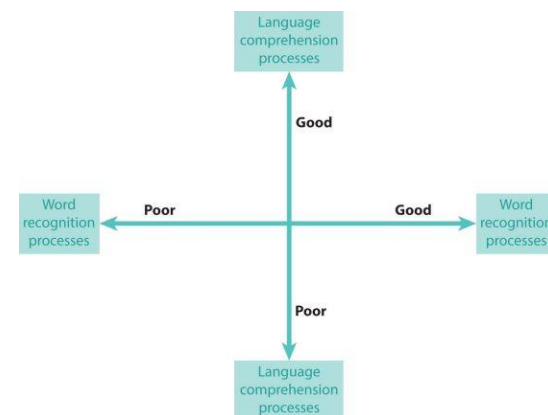 Language
comprehension
processes
Good
Word
recognition
processes
Poor
Good
Word
recognition
processes
Poor
Language
comprehension
processes